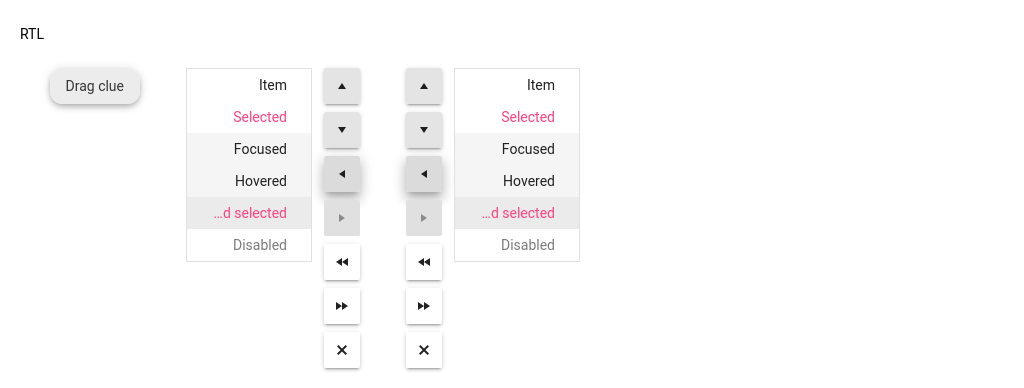 RTL
Drag clue
Item
Selected
Focused
Hovered
...d selected
Disabled
Item
Selected
Focused
Hovered
...d selected
Disabled